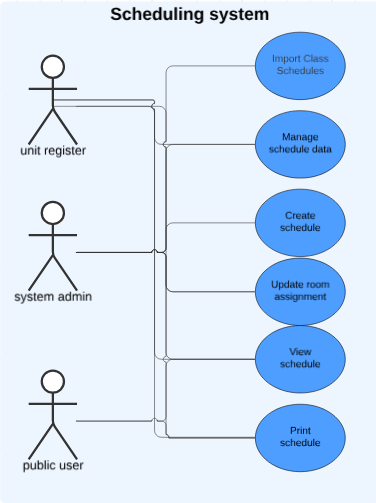 Scheduling system
Import Class
Schedules
unit register
Manage
schedule data
Create
schedule
system admin
Update room
assignment
View
schedule
public user
Print
schedule